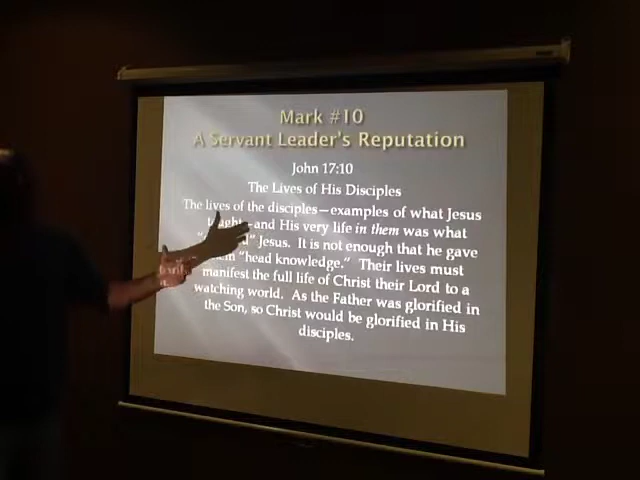 Mark #10
A Servant Leader's Reputation
John 17:10
The Lives of His Disciples
The lives of the disciples—examples of what Jesus
and His very life in them was what
Jesus. It is not enough that he gave
"head knowledge." Their lives must
manifest the full life of Christ their Lord to a
watching world. As the Father was glorified in
the Son, so Christ would be glorified in His
disciples.